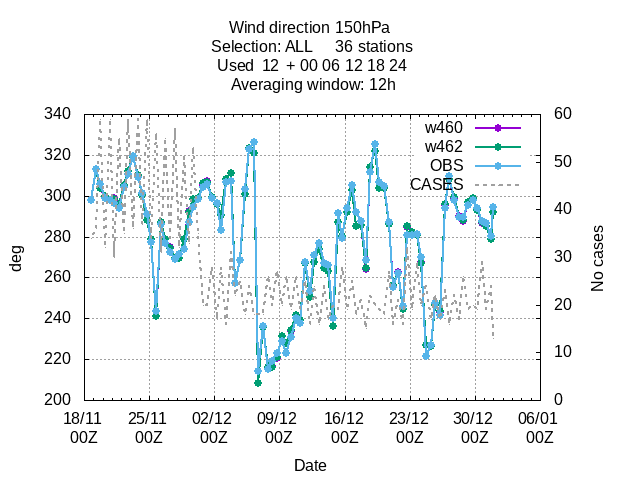 Wind direction 150hPa
Selection: ALL 36 stations
Used 12 + 00 06 12 18 24
Averaging window: 12h
340 60
w460
w462
320 50
OBS
CASES
300 40
280 30
deg
No cases
260
240 20
220 10
200 0
18/11 25/11 02/12 09/12 16/12 23/12 30/12 06/01
00Z 00Z 00Z 00Z 00Z 00Z 00Z 00Z
Date